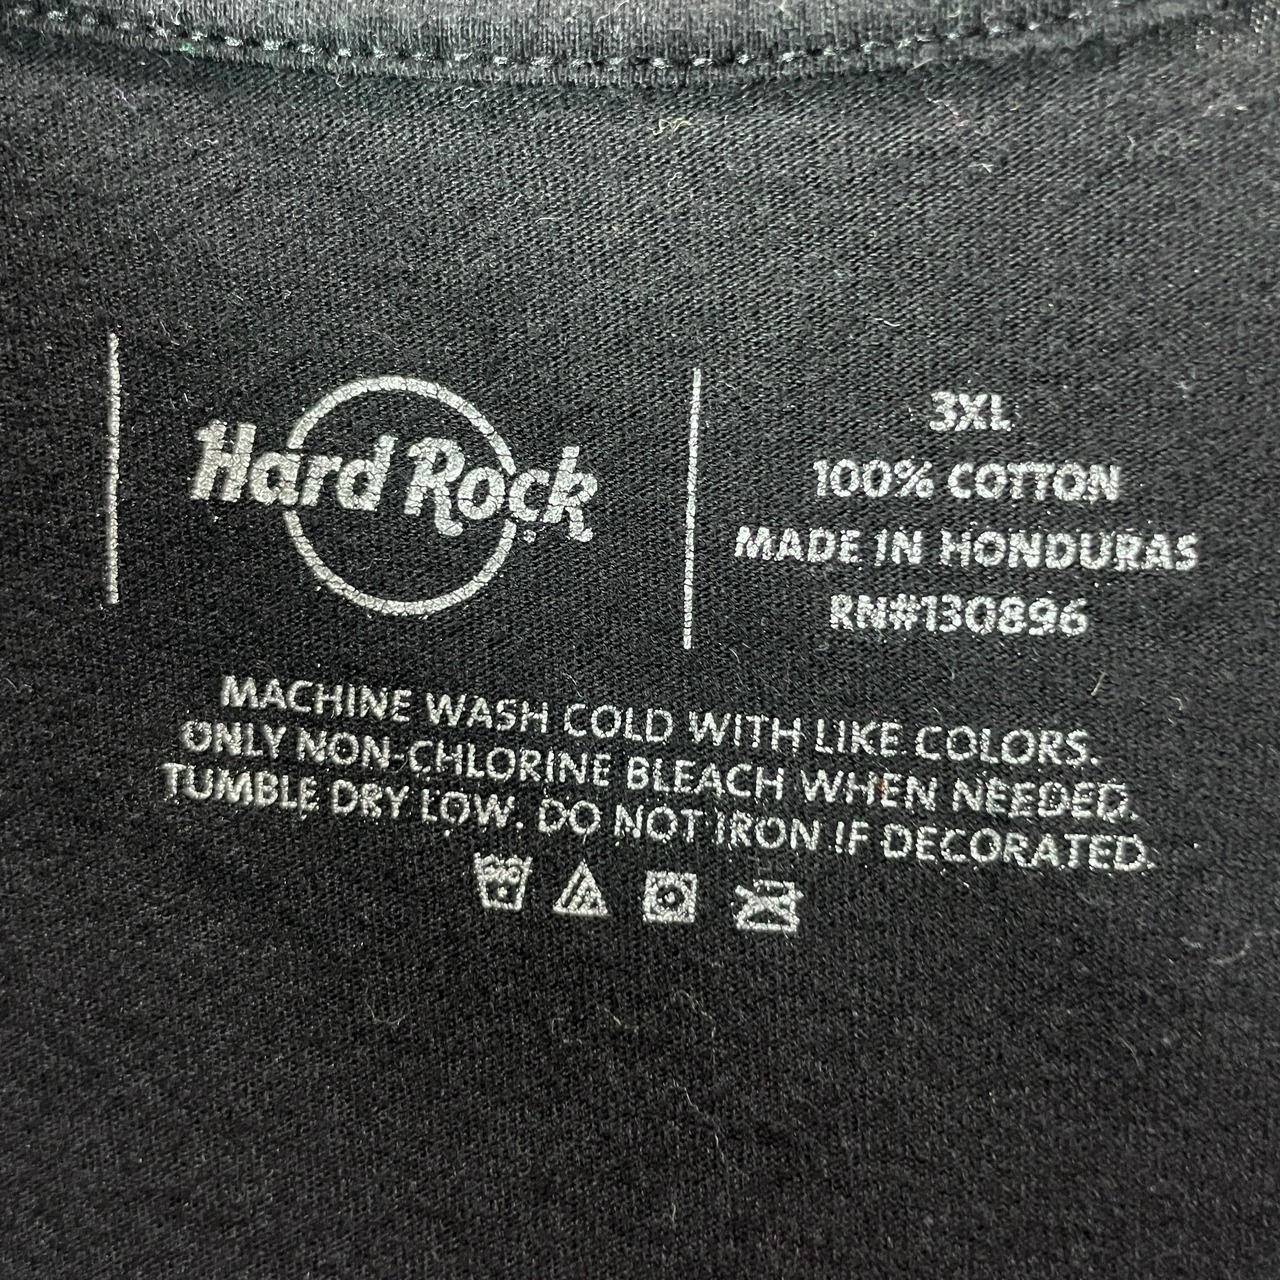 Hard Rock
3XL
100% COTTON
MADE IN HONDURAS
RN#130896
MACHINE WASH COLD WITH LIKE COLORS.
ONLY NON-CHLORINE BLEACH WHEN NEEDED.
TUMBLE DRY LOW. DO NOT IRON IF DECORATED.